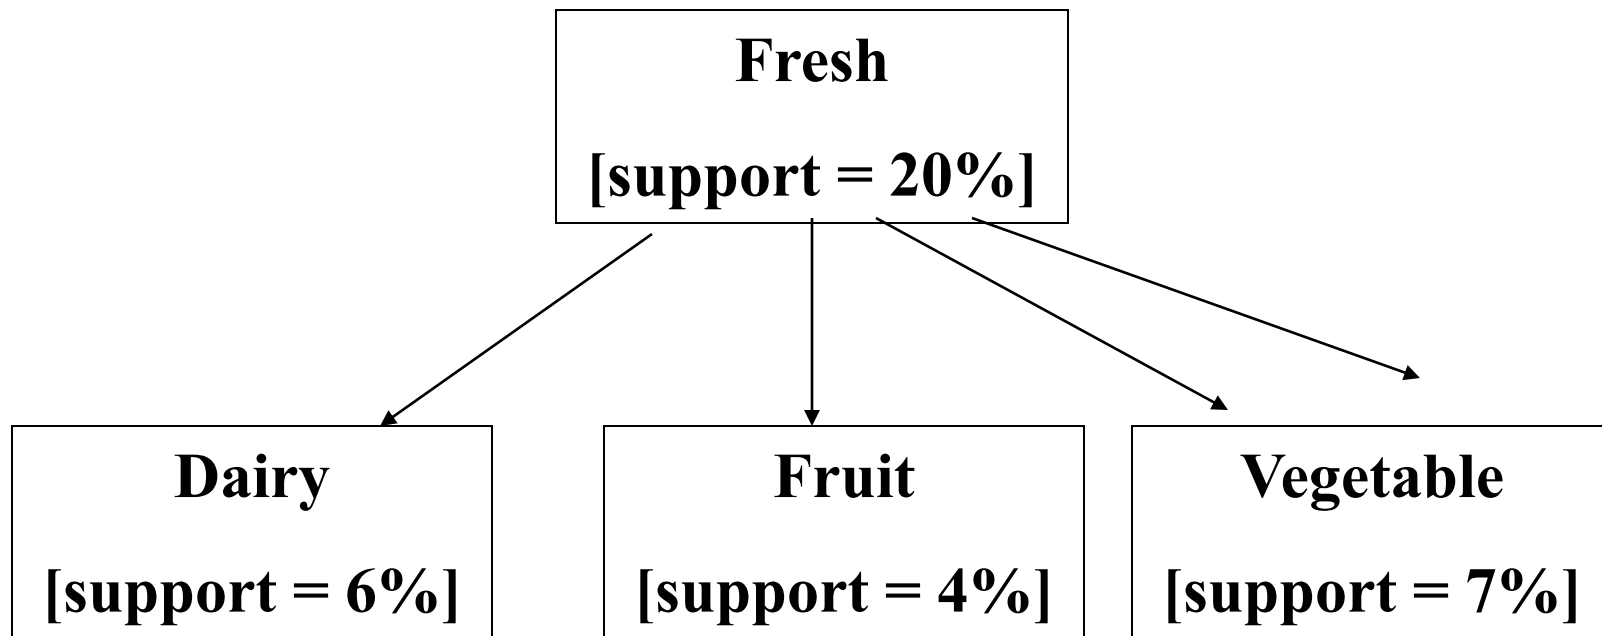 Fresh
[support = 20%]
Dairy
[support = 6%]
Fruit
[support = 4%]
Vegetable
[support = 7%]